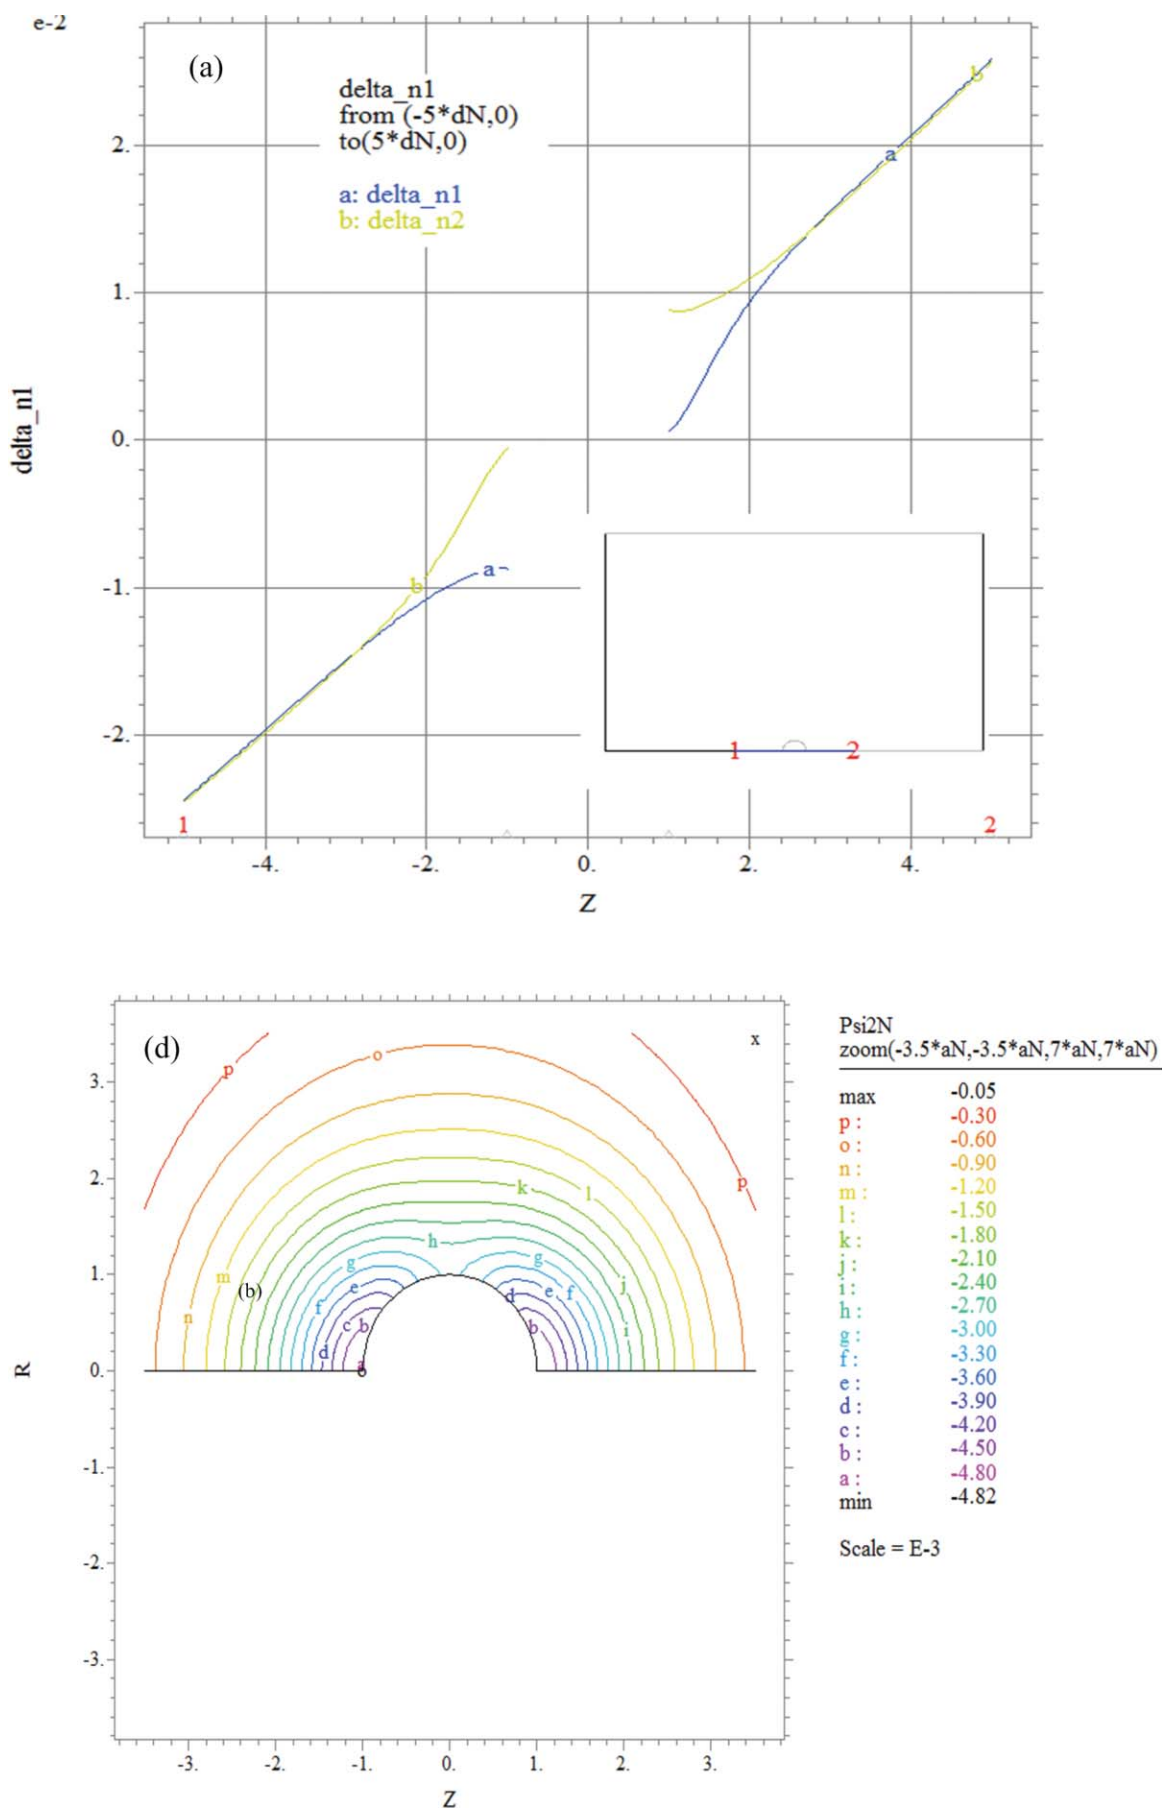 e-2
(a)
delta_n1
from (-5*dN,0)
to(5*dN,0)
a: delta_n1
b: delta_n2
2.
1.
0.
-1.
-2.
delta_n1
b
a
b
a
1
2
1
2
-4.
-2.
0.
2.
4.
Z
(d)
x
3.
2.
1.
0.
-1.
-2.
-3.
R
p
o
p
k
l
h
g
g
m
(b)
e
e
f
j
n
f
d
c
b
b
i
d
a
o
-3.
-2.
-1.
0.
1.
2.
3.
Z
Psi2N
zoom(-3.5*aN,-3.5*aN,7*aN,7*aN)
max -0.05
p : -0.30
o : -0.60
n : -0.90
m : -1.20
l : -1.50
k : -1.80
j : -2.10
i : -2.40
h : -2.70
g : -3.00
f : -3.30
e : -3.60
d : -3.90
c : -4.20
b : -4.50
a : -4.80
min -4.82
Scale = E-3